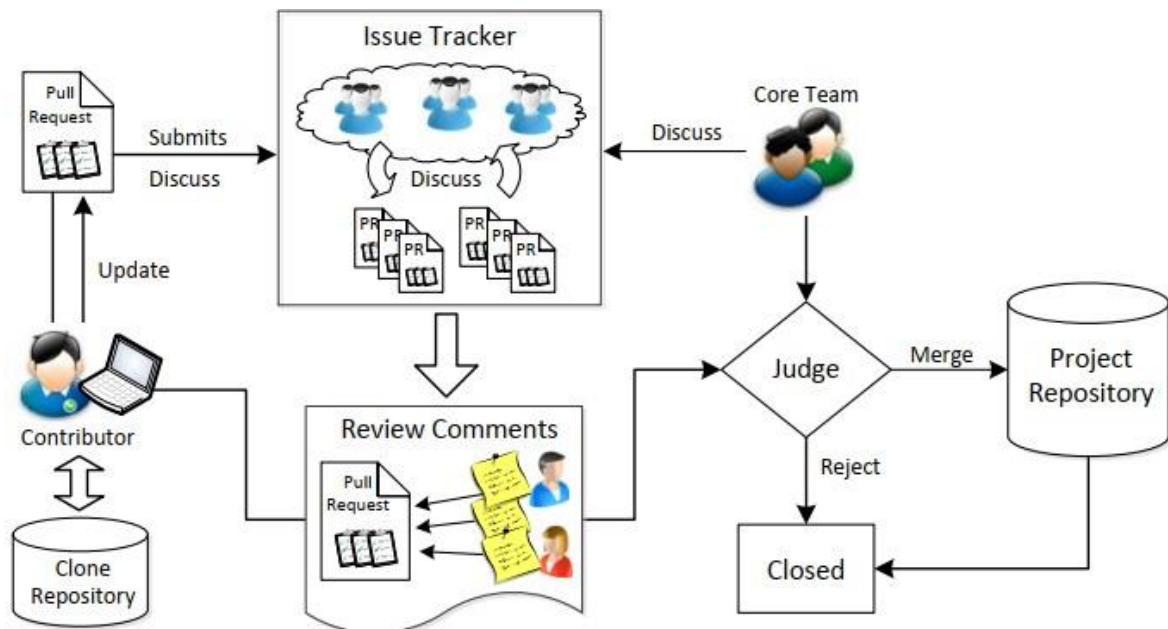 Issue Tracker
Pull
Request
Submits
Discuss
Discuss
PR
PR
PR
PR
PR
PR
Core Team
Discuss
Update
Contributor
Clone
Repository
Review Comments
Pull
Request
Judge
Merge
Project
Repository
Reject
Closed